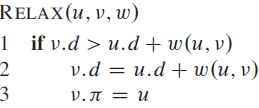 RELAX(u, v, w)
1 if v.d > u.d + w(u, v)
2 v.d = u.d + w(u, v)
3 v.π = u